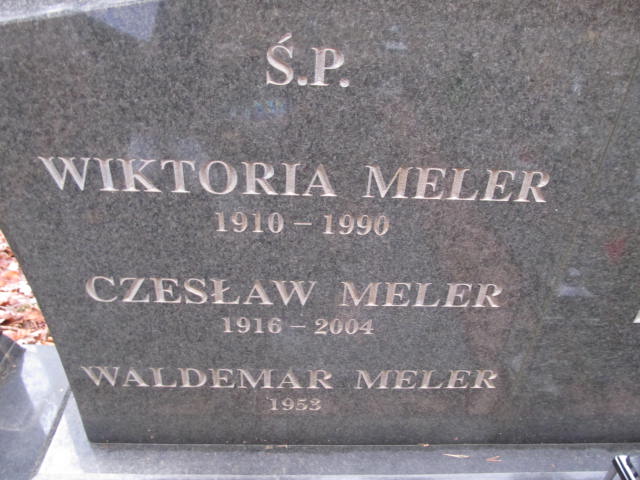 Ś.P.
WIKTORIA MELER
1910 – 1990
CZESŁAW MELER
1916 – 2004
WALDEMAR MELER
1953